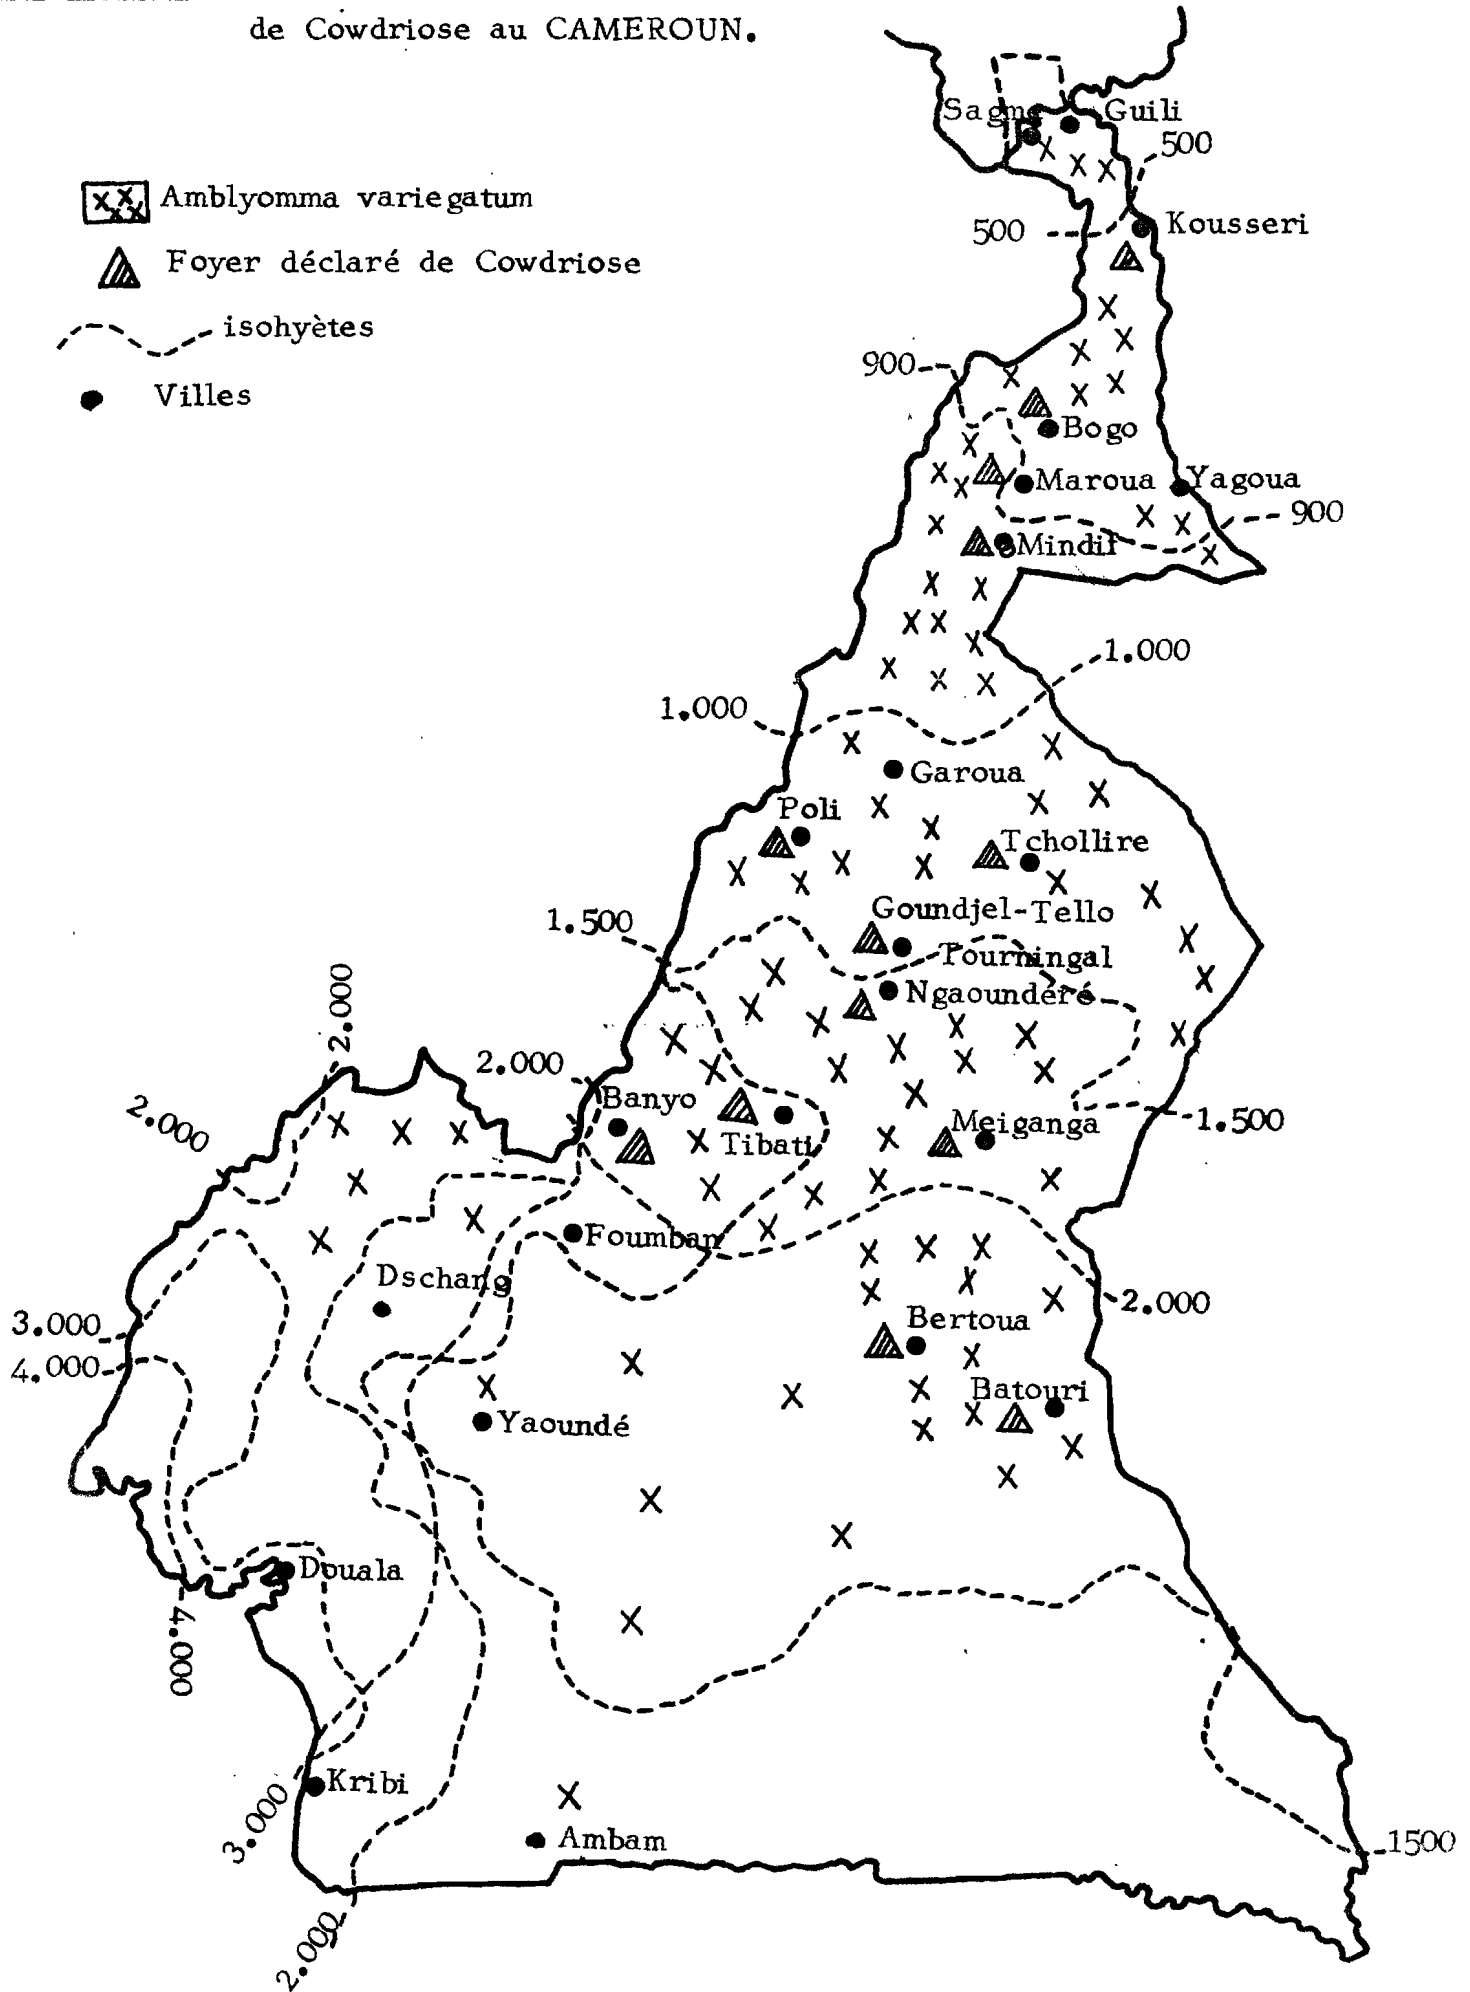 de Cowdriose au CAMEROUN.
Amblyomma variegatum
Foyer déclaré de Cowdriose
isohyètes
Villes
Guili
500
500
Kousseri
900
Bogo
Maroua
Yagoua
900
Mindif
1.000
1.000
Garoua
Poli
Tchollire
Goundjel-Tello
1.500
Tourningal
Ngaoundéré
2.000
2.000
2.000
Banyo
Tibati
Meiganga
1.500
Foumban
Dschang
3.000
2.000
4.000
Bertoua
Batouri
Yaoundé
Douala
4.000
Kribi
3.000
Ambam
1500
2.000